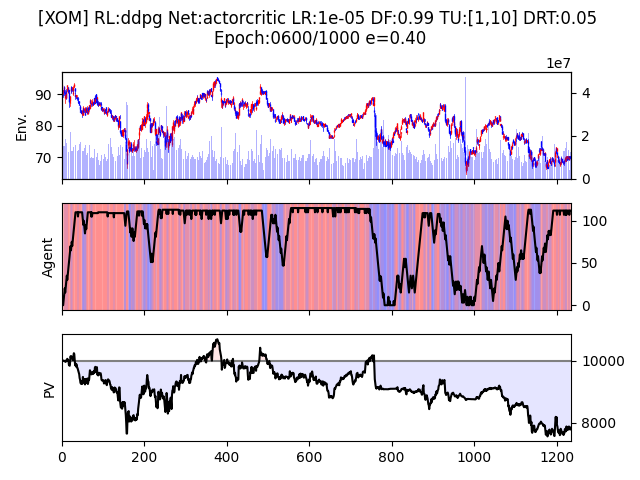 [XOM] RL:ddpg Net:actorcritic LR:1e-05 DF:0.99 TU:[1,10] DRT:0.05
Epoch:0600/1000 e=0.40
1e7
Env.
90
80
70
4
2
0
Agent
100
50
0
PV
10000
8000
0 200 400 600 800 1000 1200